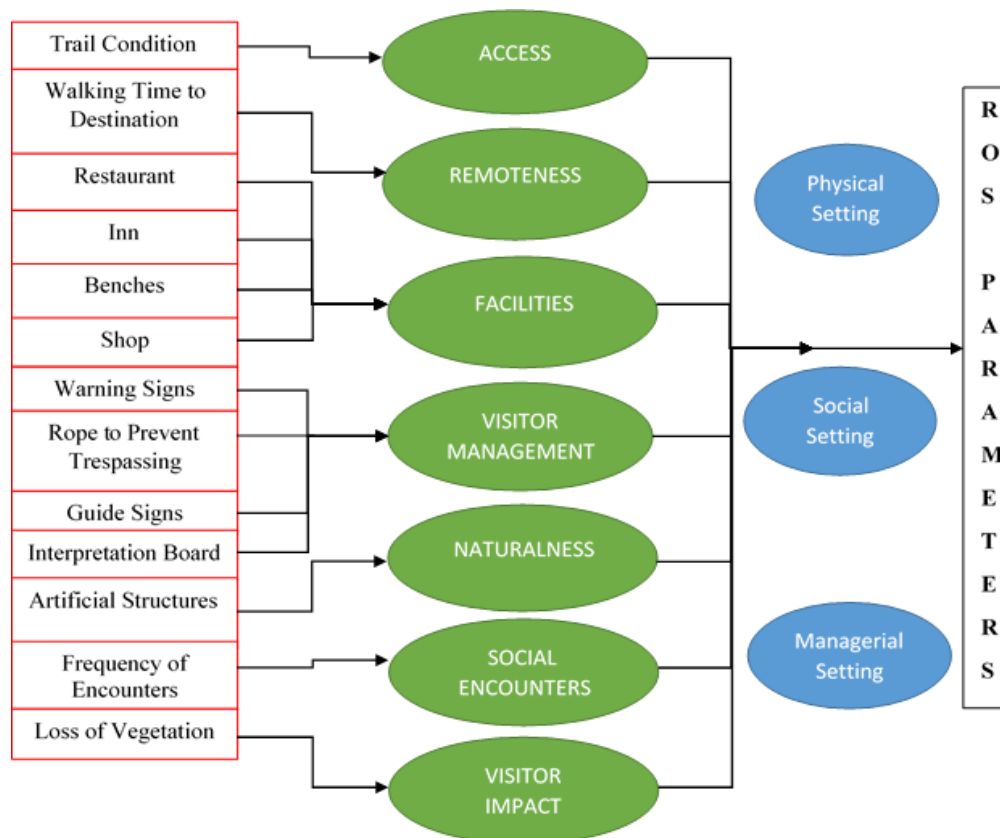 Trail Condition
Walking Time to
Destination
Restaurant
Inn
Benches
Shop
Warning Signs
Rope to Prevent
Trespassing
Guide Signs
Interpretation Board
Artificial Structures
Frequency of
Encounters
Loss of Vegetation
ACCESS
REMOTENESS
FACILITIES
VISITOR
MANAGEMENT
NATURALNESS
SOCIAL
ENCOUNTERS
VISITOR
IMPACT
Physical
Setting
Social
Setting
Managerial
Setting
R
O
S
P
A
R
A
M
E
T
E
R
S